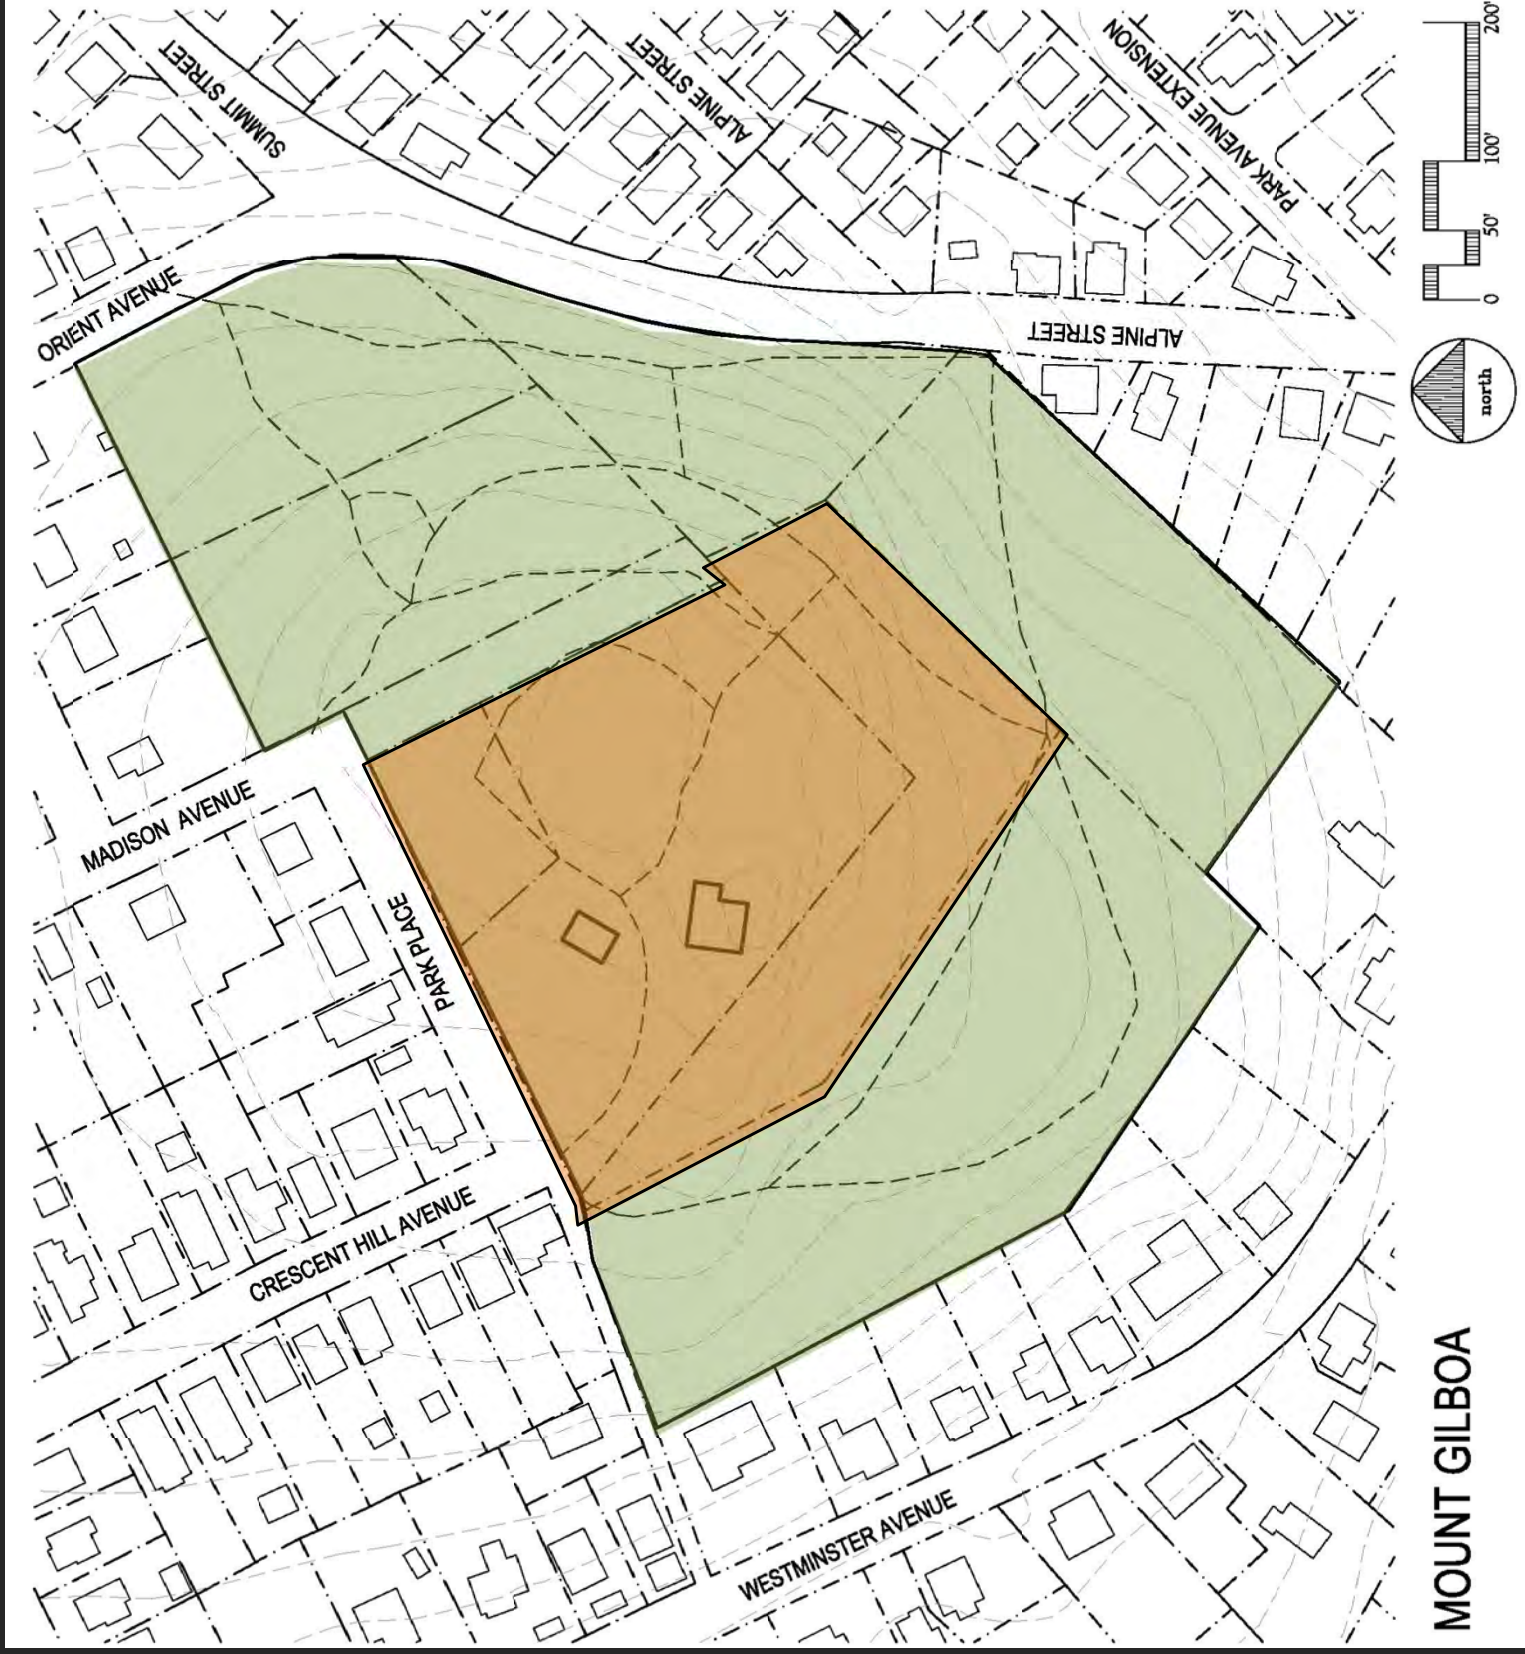 SUMMIT STREET
ALPINE STREET
PARK AVENUE EXTENSION
ORIENT AVENUE
ALPINE STREET
MADISON AVENUE
PARK PLACE
CRESCENT HILL AVENUE
WESTMINSTER AVENUE
200'
100'
50'
0
north
MOUNT GILBOA